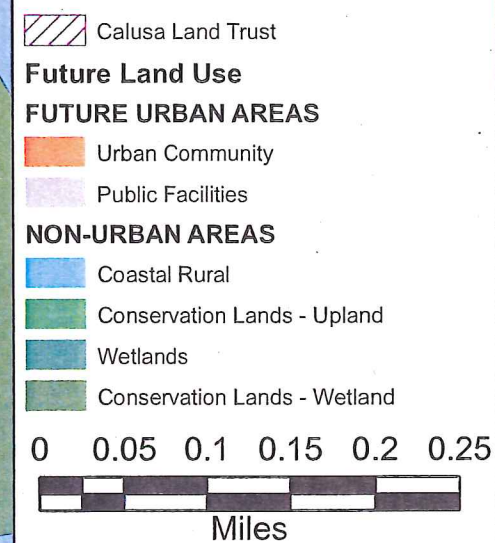 Calusa Land Trust
Future Land Use
FUTURE URBAN AREAS
Urban Community
Public Facilities
NON-URBAN AREAS
Coastal Rural
Conservation Lands - Upland
Wetlands
Conservation Lands - Wetland
0 0.05 0.1 0.15 0.2 0.25
Miles